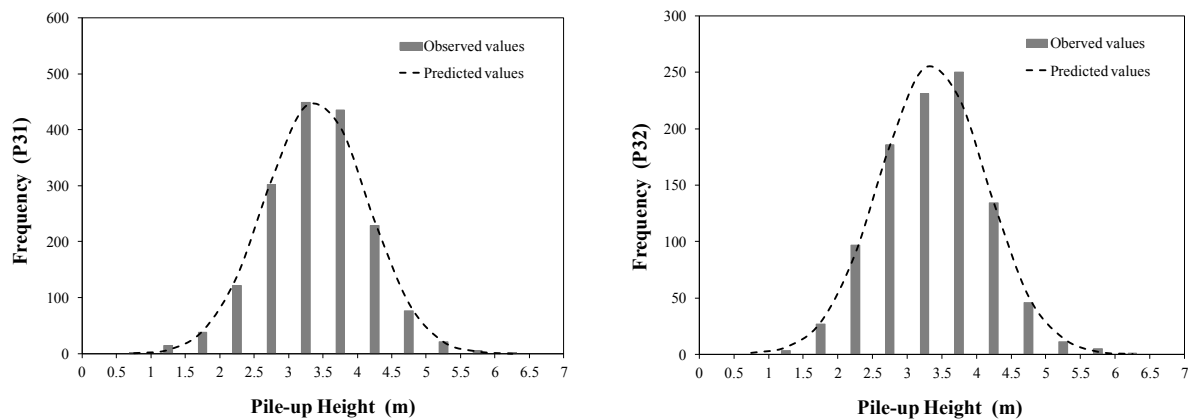 600
500
400
300
200
100
0
Frequency (P31)
Observed values
Predicted values
0 0.5 1 1.5 2 2.5 3 3.5 4 4.5 5 5.5 6 6.5 7
Pile-up Height (m)
300
250
200
150
100
50
0
Frequency (P32)
Oberved values
Predicted values
0 0.5 1 1.5 2 2.5 3 3.5 4 4.5 5 5.5 6 6.5 7
Pile-up Height (m)